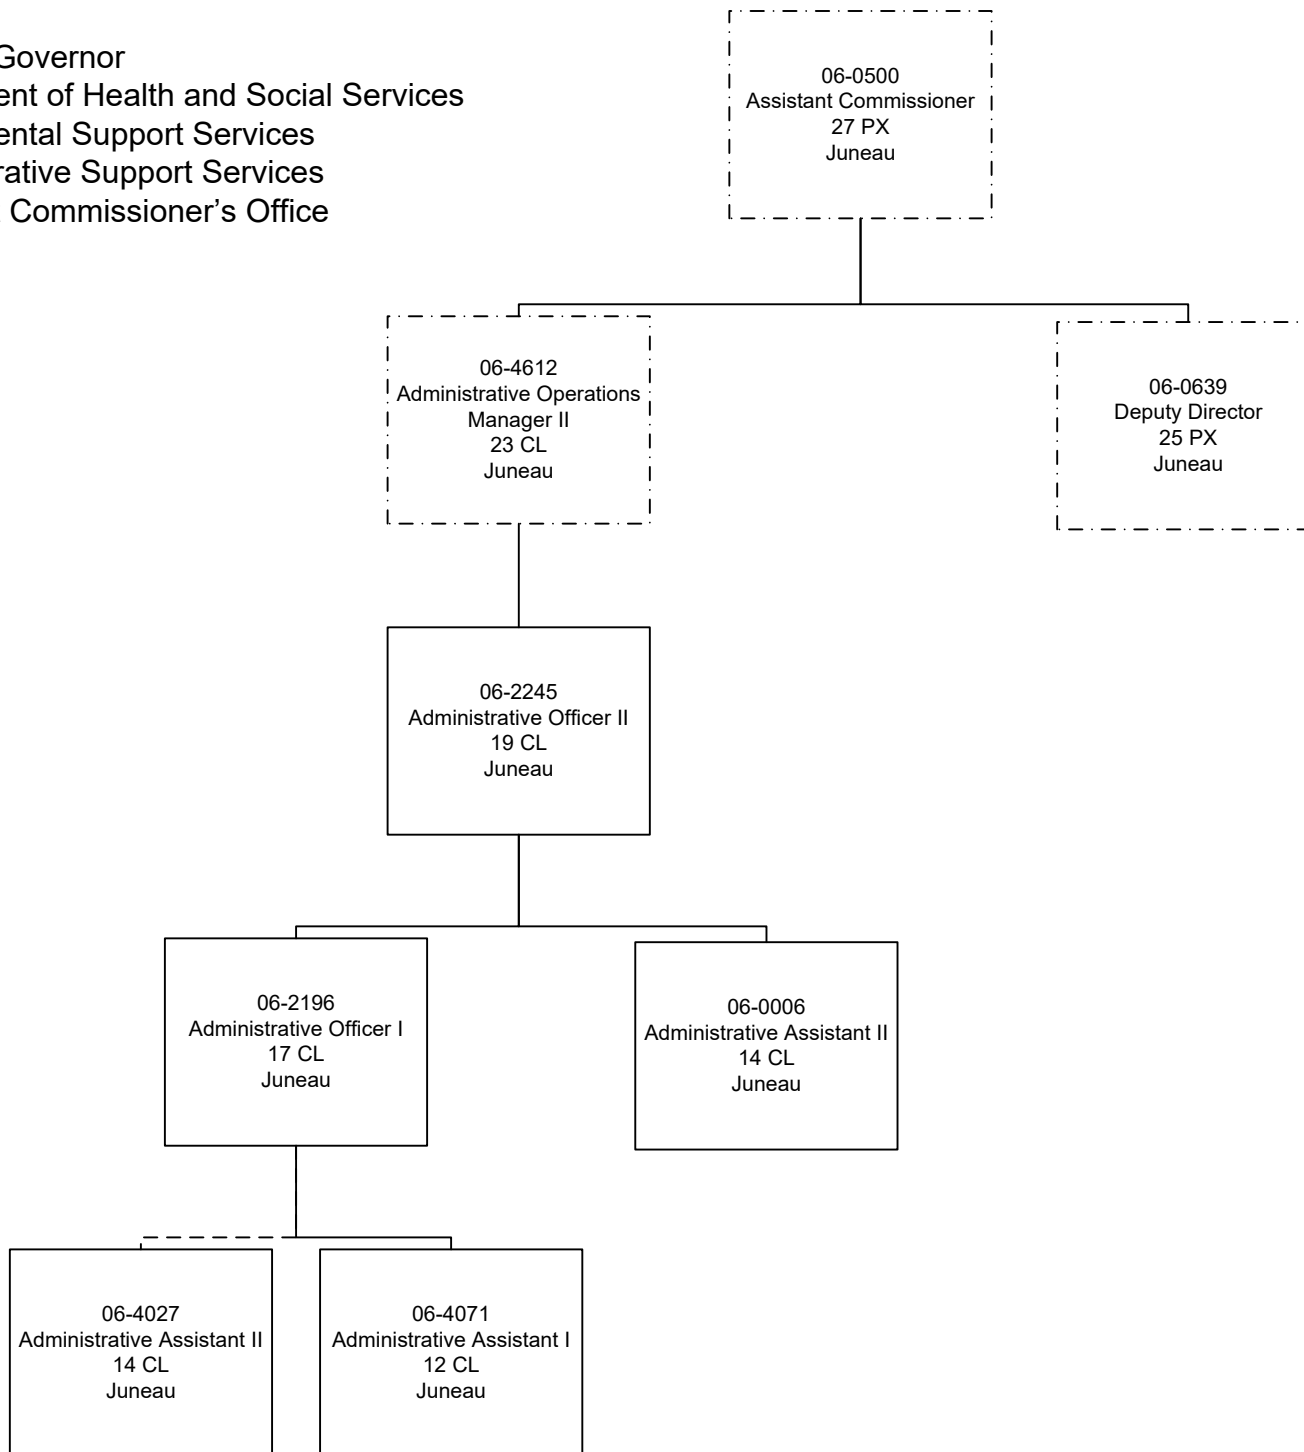 Governor
ent of Health and Social Services
ental Support Services
rative Support Services
Commissioner’s Office
06-0500
Assistant Commissioner
27 PX
Juneau
06-4612
Administrative Operations
Manager II
23 CL
Juneau
06-0639
Deputy Director
25 PX
Juneau
06-2245
Administrative Officer II
19 CL
Juneau
06-2196
Administrative Officer I
17 CL
Juneau
06-0006
Administrative Assistant II
14 CL
Juneau
06-4027
Administrative Assistant II
14 CL
Juneau
06-4071
Administrative Assistant I
12 CL
Juneau